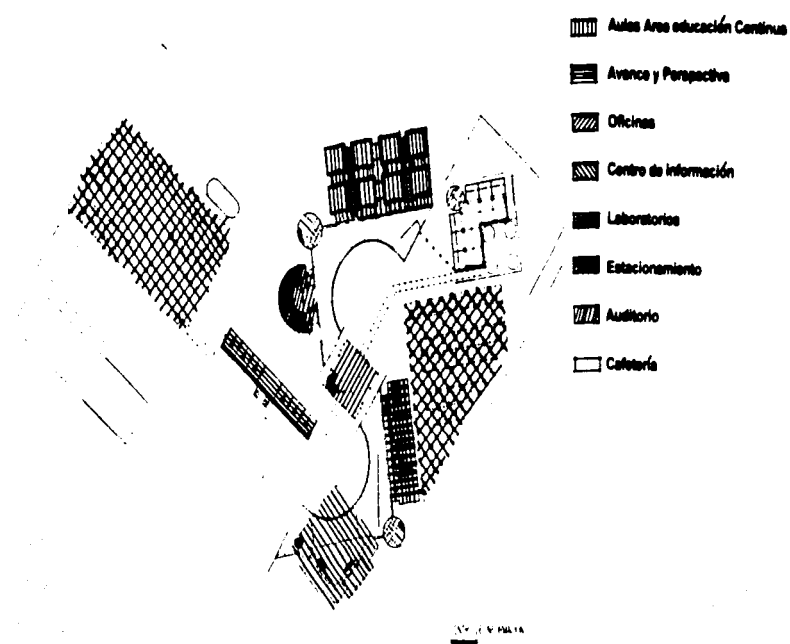 Aulas Area educación Continua
Avance y Perspectiva
Oficinas
Centro de información
Laboratorios
Estacionamiento
Auditorio
Cafetería